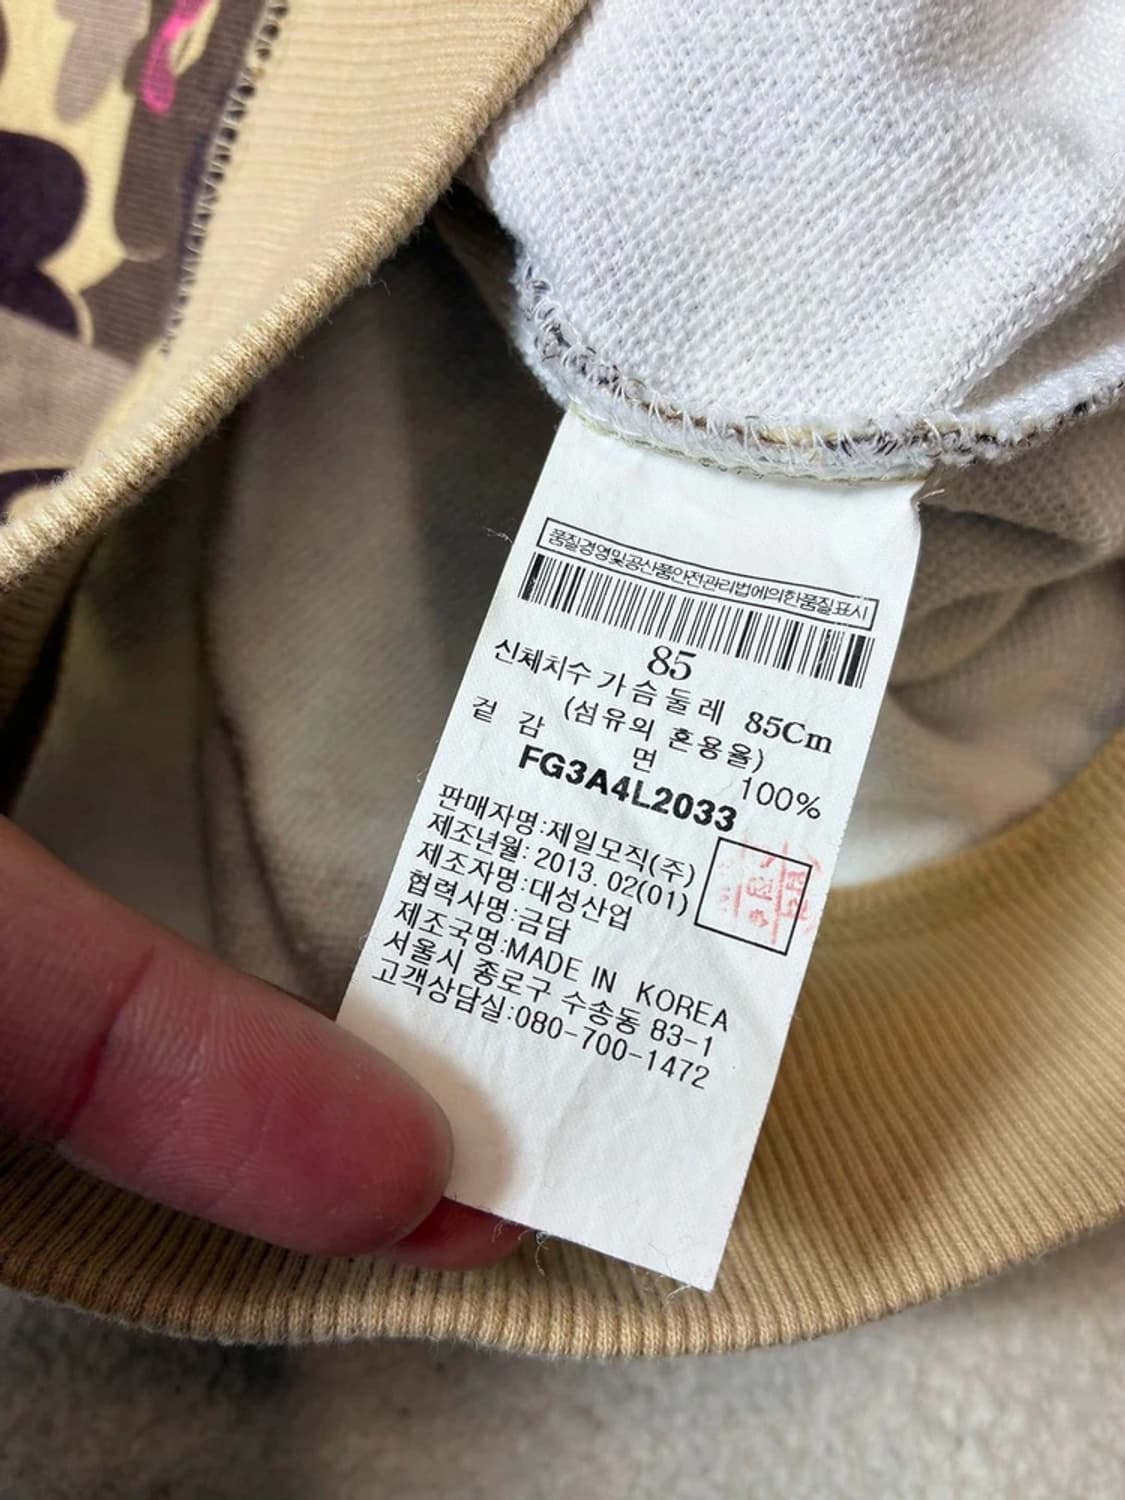 품질경영및공산품안전관리법에의한품질표시
85
신체치수 가슴둘레 85Cm
(섬유의 혼용율)
겉감 면 100%
FG3A4L2033
판매자명:제일모직(주)
제조년월:2013. 02(01)
제조자명:대성산업
협력사명:금담
제조국명:MADE IN KOREA
서울시 종로구 수송동 83-1
고객상담실:080-700-1472